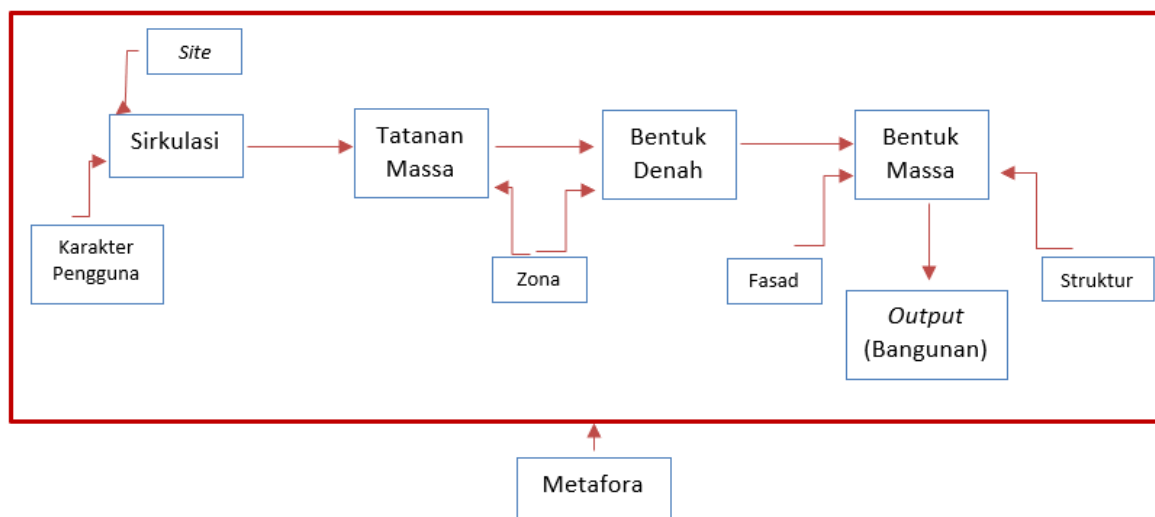 Site
Sirkulasi
Tatanan
Massa
Bentuk
Denah
Bentuk
Massa
Karakter
Pengguna
Zona
Fasad
Struktur
Output
(Bangunan)
Metafora